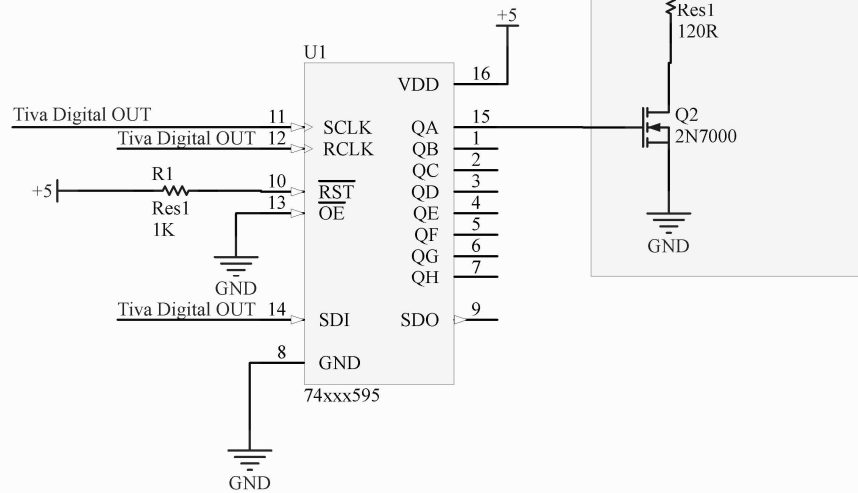 Res1
120R
+5
U1
VDD
16
Tiva Digital OUT
11
SCLK
QA
15
Q2
2N7000
Tiva Digital OUT
12
RCLK
QB
1
QC
2
R1
+5
10
RST
QD
3
Res1
13
OE
QE
4
1K
QF
5
QG
6
GND
QH
7
GND
Tiva Digital OUT
14
SDI
SDO
9
8
GND
74xxx595
GND